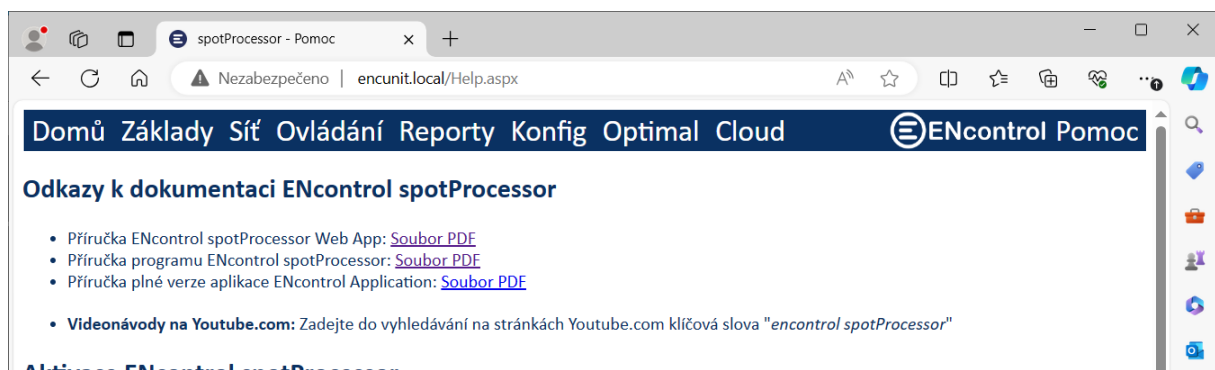 spotProcessor - Pomoc
Nezabezpečeno | encunit.local/Help.aspx
Domů Základy Síť Ovládání Reporty Konfig Optimal Cloud ENcontrol Pomoc
Odkazy k dokumentaci ENcontrol spotProcessor
• Příručka ENcontrol spotProcessor Web App: Soubor PDF
• Příručka programu ENcontrol spotProcessor: Soubor PDF
• Příručka plné verze aplikace ENcontrol Application: Soubor PDF
• Videonávody na Youtube.com: Zadejte do vyhledávání na stránkách Youtube.com klíčová slova "encontrol spotProcessor"
Aktivace ENcontrol spotProcessor